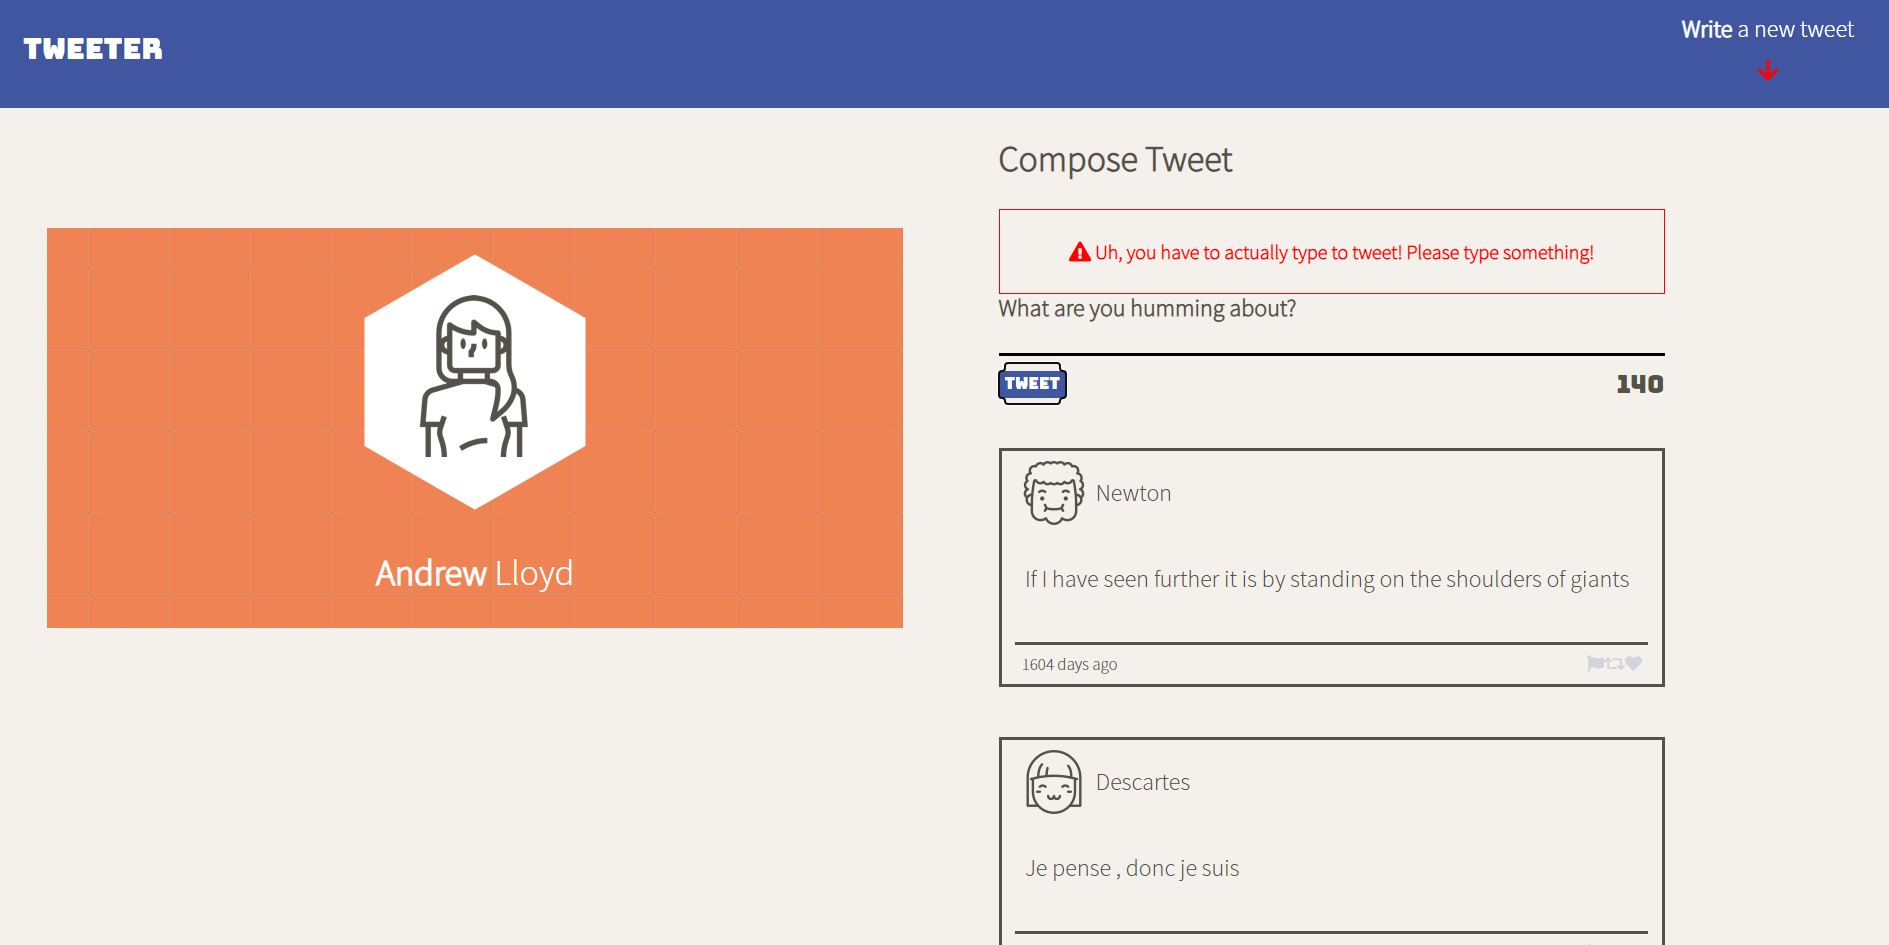 TWEETER
Write a new tweet
Andrew Lloyd
Compose Tweet
Uh, you have to actually type to tweet! Please type something!
What are you humming about?
TWEET
140
Newton
If I have seen further it is by standing on the shoulders of giants
1604 days ago
Descartes
Je pense , donc je suis